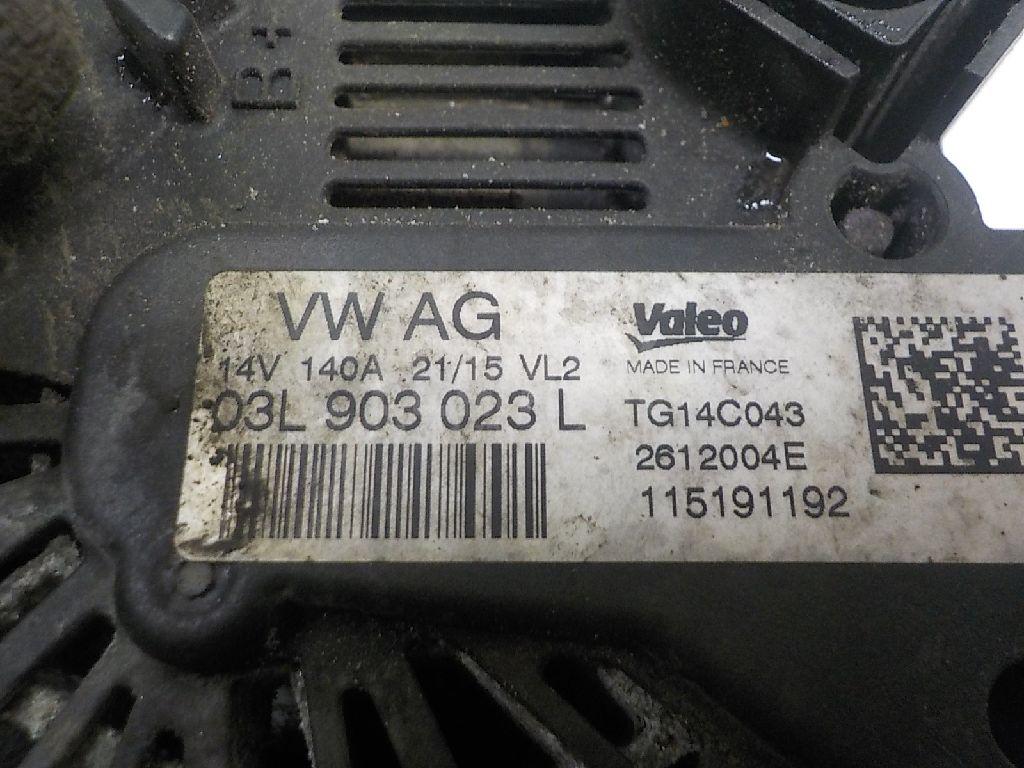 B+
VW AG
14V 140A 21/15 VL2
03L 903 023 L
Valeo
MADE IN FRANCE
TG14C043
2612004E
115191192